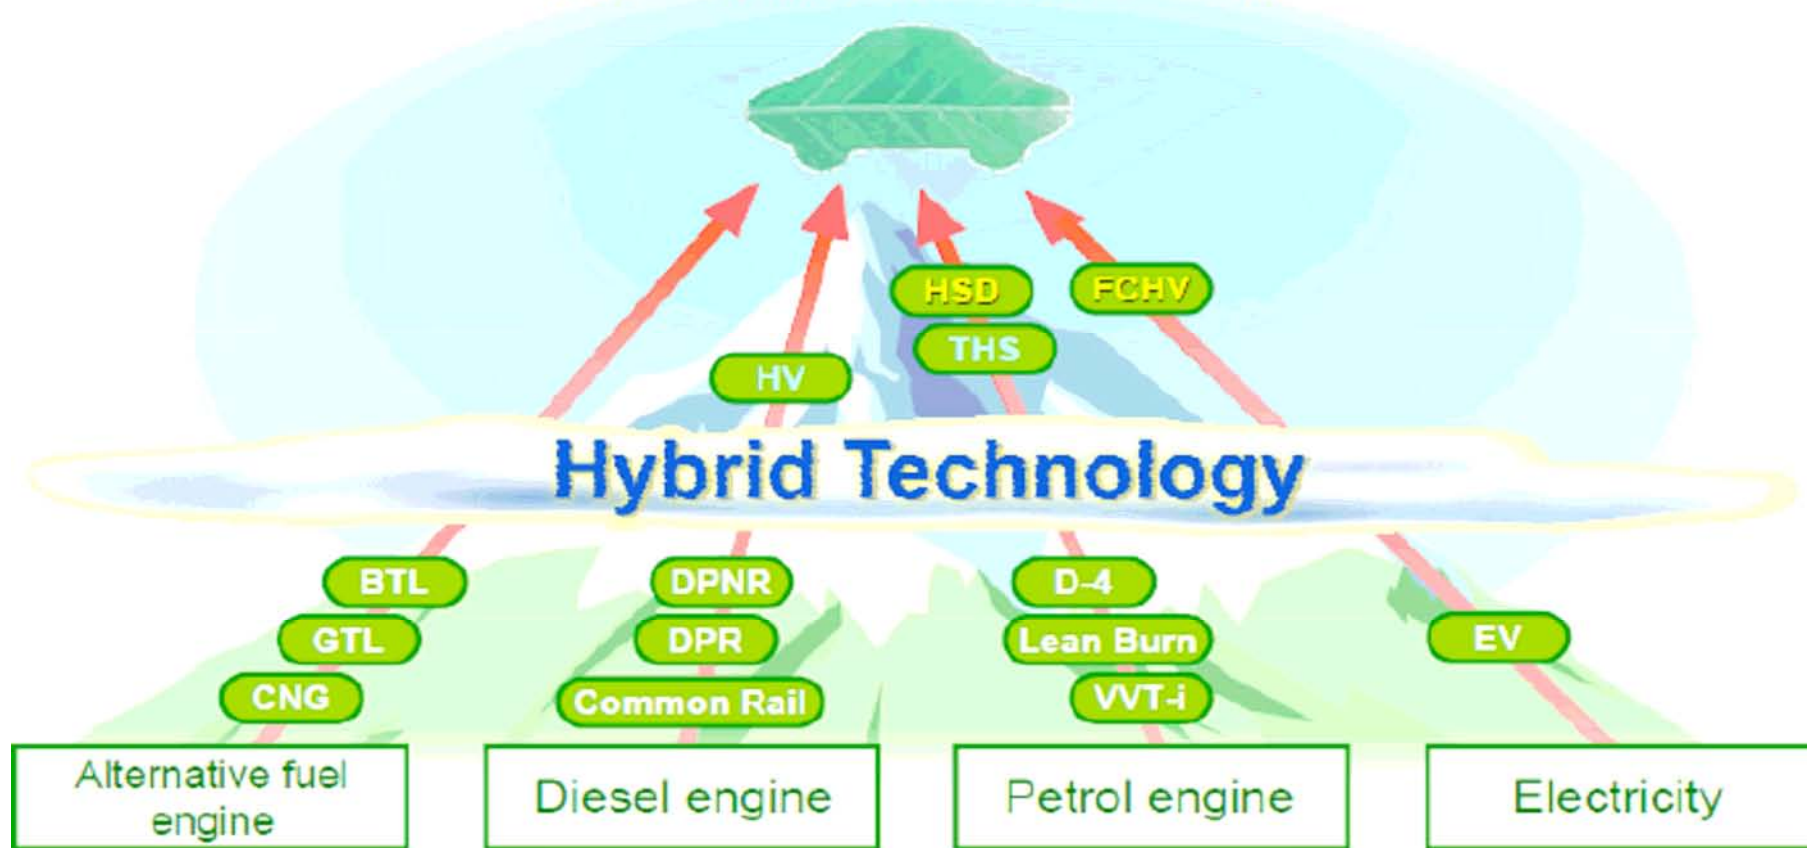 HSD
FCHV
THS
HV
Hybrid Technology
BTL
DPNR
D-4
GTL
DPR
Lean Burn
EV
CNG
Common Rail
VVT-i
Alternative fuel
engine
Diesel engine
Petrol engine
Electricity